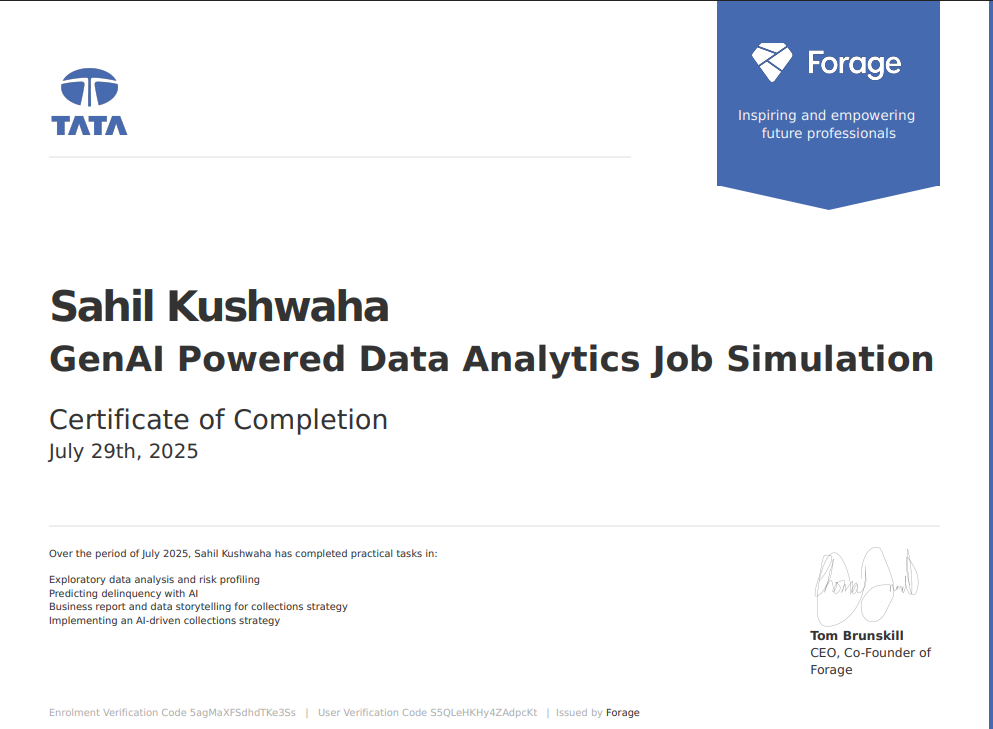 TATA
Forage
Inspiring and empowering
future professionals
Sahil Kushwaha
GenAI Powered Data Analytics Job Simulation
Certificate of Completion
July 29th, 2025
Over the period of July 2025, Sahil Kushwaha has completed practical tasks in:
Exploratory data analysis and risk profiling
Predicting delinquency with AI
Business report and data storytelling for collections strategy
Implementing an AI-driven collections strategy
Tom Brunskill
CEO, Co-Founder of
Forage
Enrolment Verification Code 5agMaXFSdhdTKe3Ss | User Verification Code S5QLeHKHy4ZAdpcKt | Issued by Forage